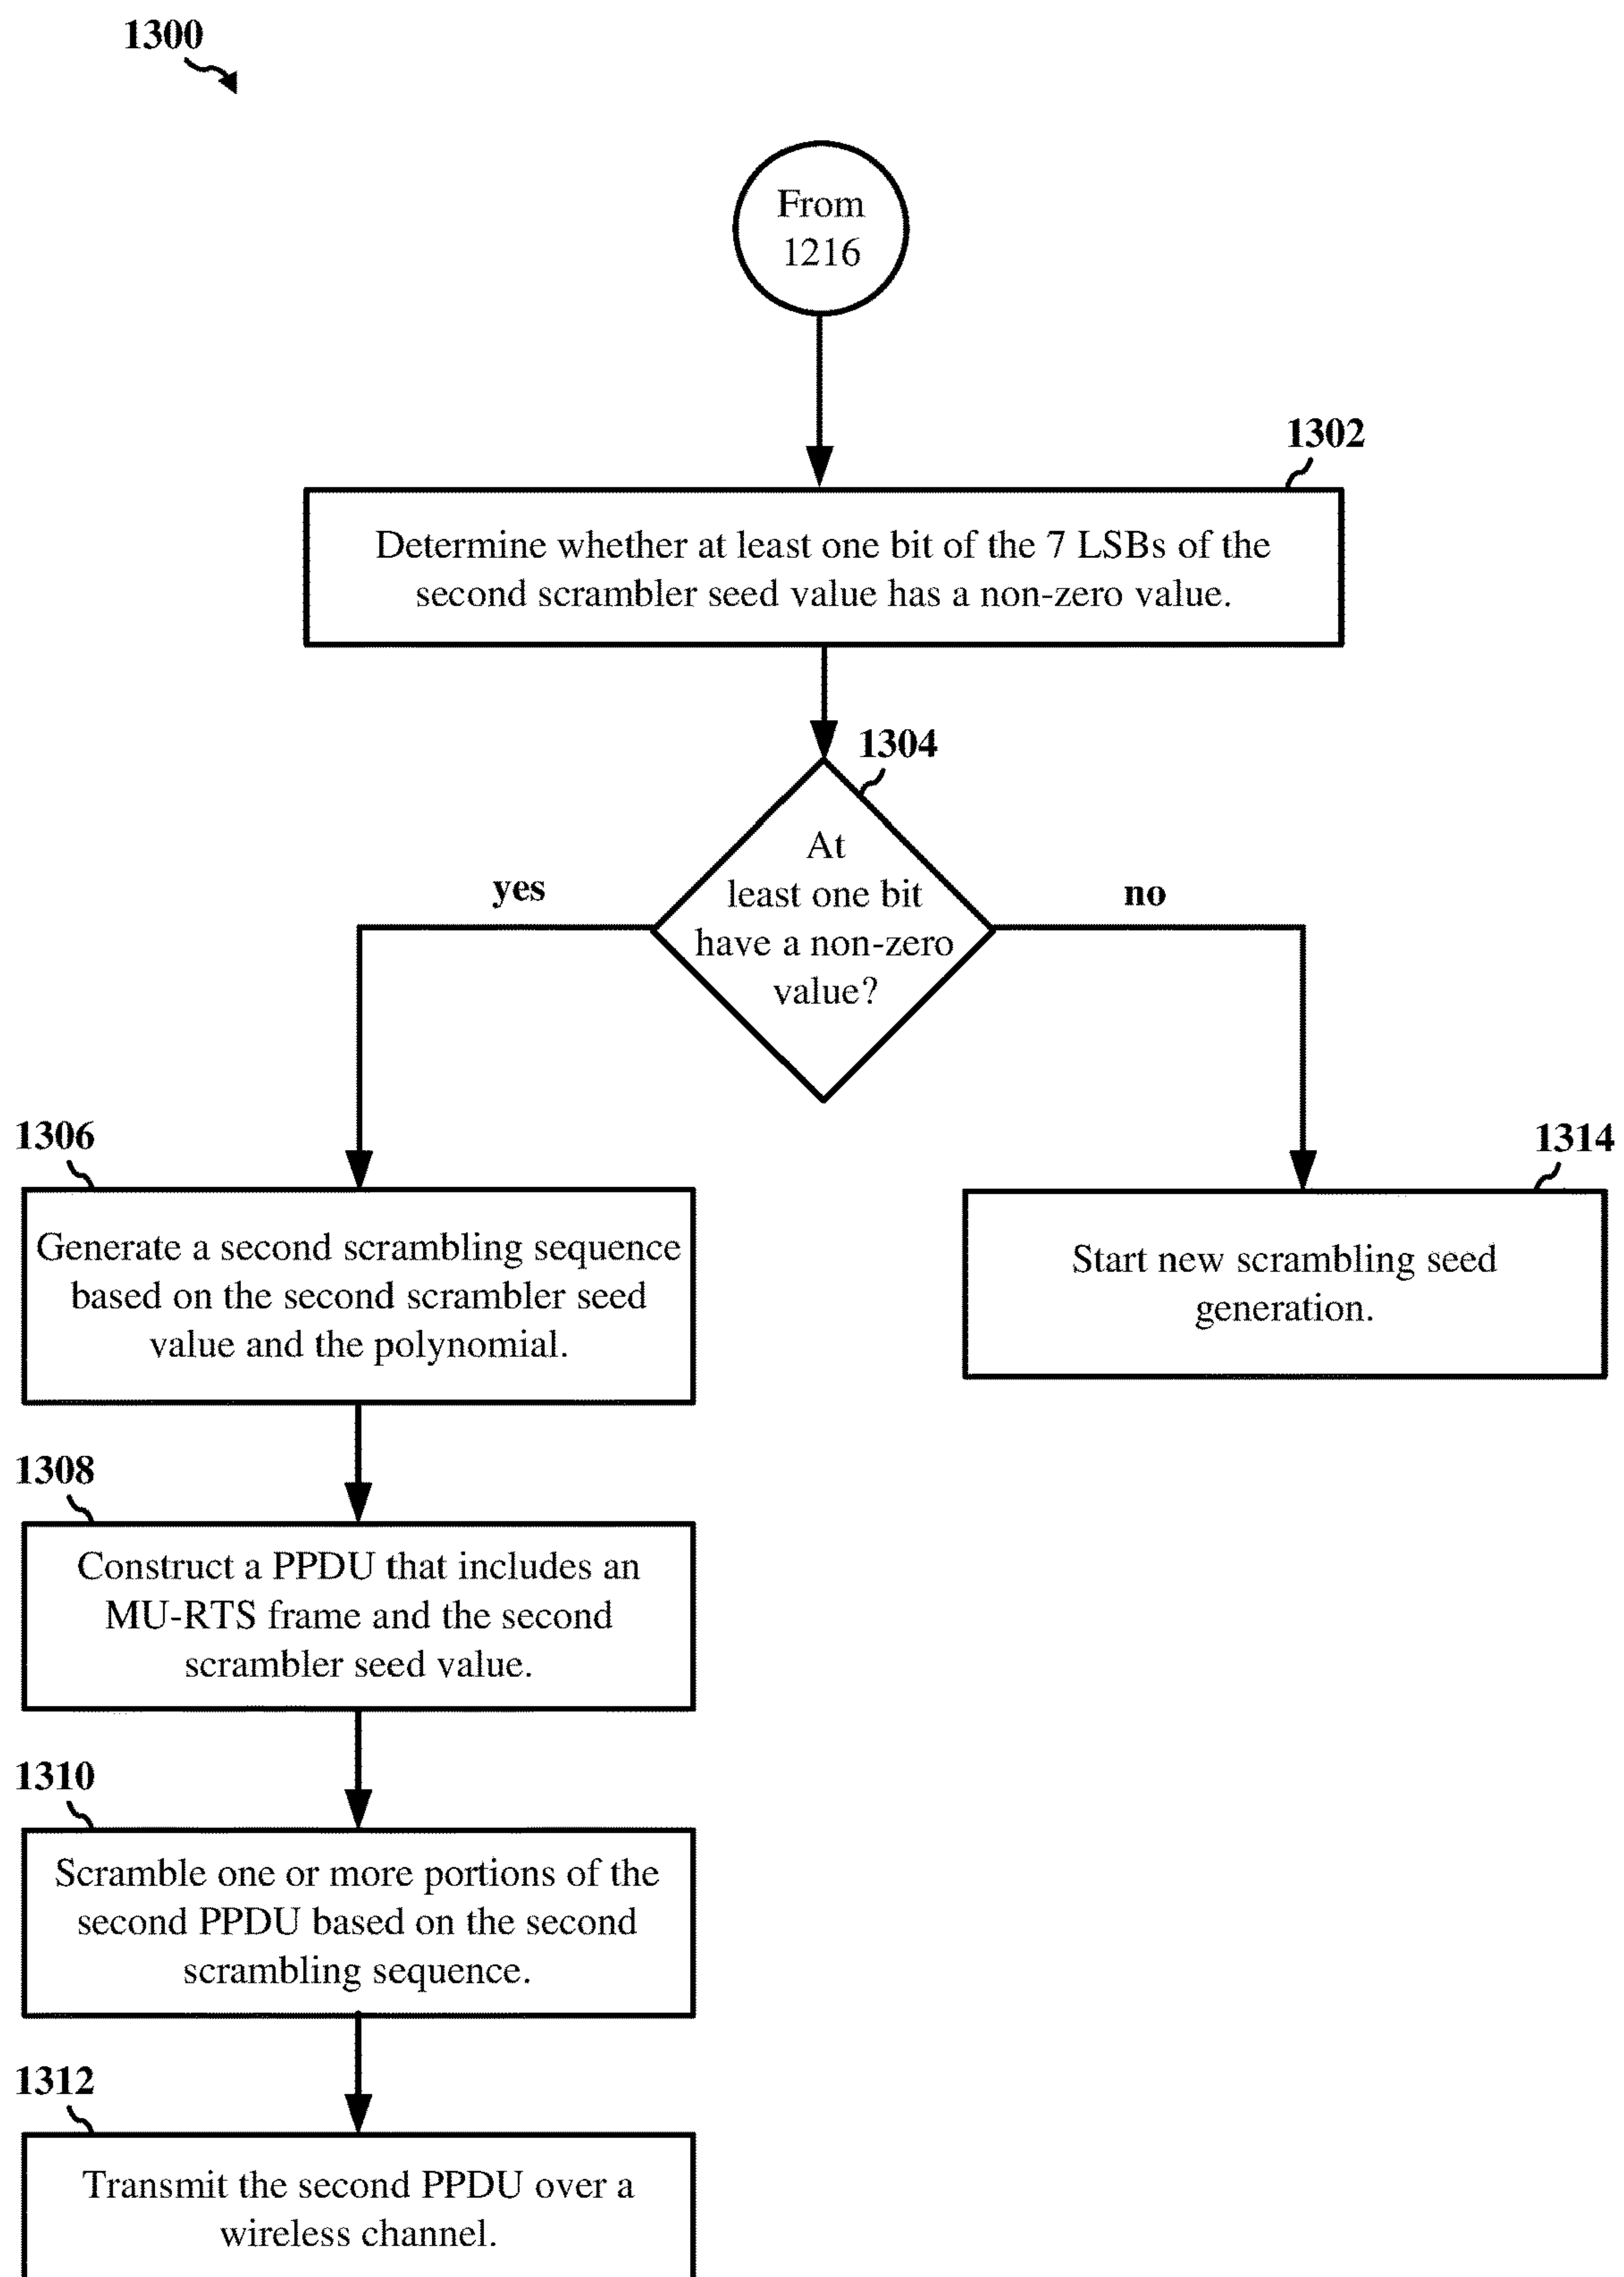 1300
From
1216
1302
Determine whether at least one bit of the 7 LSBs of the
second scrambler seed value has a non-zero value.
1304
At
least one bit
have a non-zero
value?
yes
no
1306
Generate a second scrambling sequence
based on the second scrambler seed
value and the polynomial.
1314
Start new scrambling seed
generation.
1308
Construct a PPDU that includes an
MU-RTS frame and the second
scrambler seed value.
1310
Scramble one or more portions of the
second PPDU based on the second
scrambling sequence.
1312
Transmit the second PPDU over a
wireless channel.